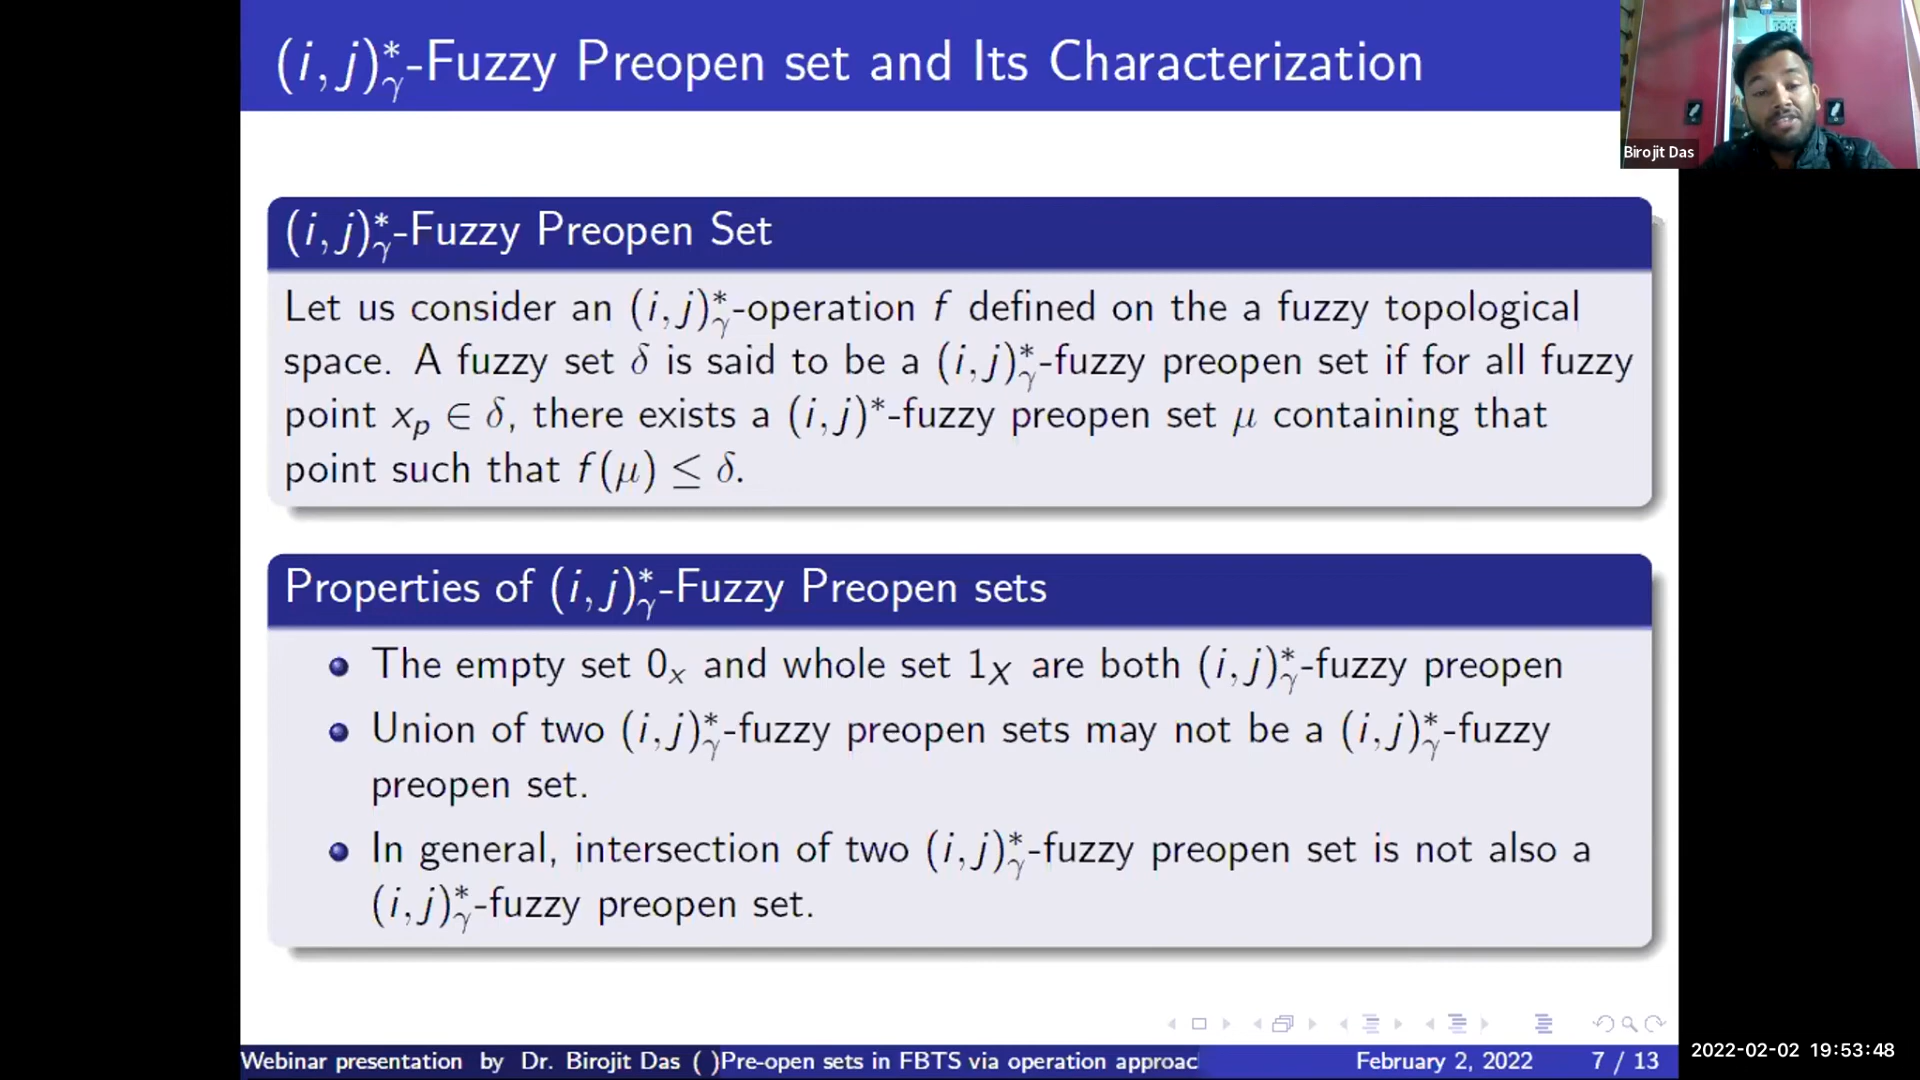 (i, j)*γ-Fuzzy Preopen set and Its Characterization
Birojit Das
(i, j)*γ-Fuzzy Preopen Set
Let us consider an (i, j)*γ-operation f defined on the a fuzzy topological
space. A fuzzy set δ is said to be a (i, j)*γ-fuzzy preopen set if for all fuzzy
point xₚ ∈ δ, there exists a (i, j)*-fuzzy preopen set μ containing that
point such that f(μ) ≤ δ.
Properties of (i, j)*γ-Fuzzy Preopen sets
The empty set 0ₓ and whole set 1X are both (i, j)*γ-fuzzy preopen
Union of two (i, j)*γ-fuzzy preopen sets may not be a (i, j)*γ-fuzzy
preopen set.
In general, intersection of two (i, j)*γ-fuzzy preopen set is not also a
(i, j)*γ-fuzzy preopen set.
Webinar presentation by Dr. Birojit Das ( )Pre-open sets in FBTS via operation approac February 2, 2022 7 / 13
2022-02-02 19:53:48